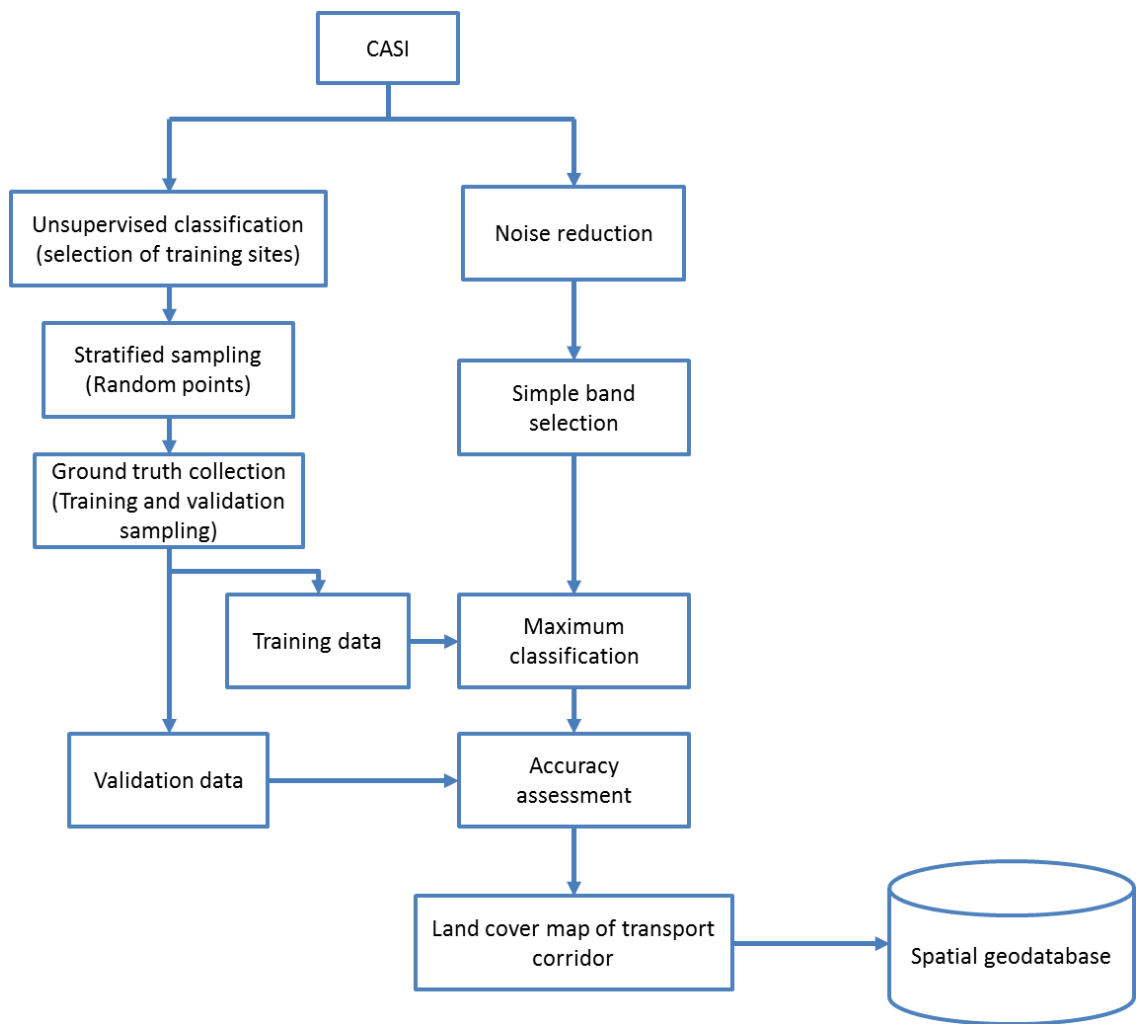 CASI
Unsupervised classification
(selection of training sites)
Noise reduction
Stratified sampling
(Random points)
Simple band
selection
Ground truth collection
(Training and validation
sampling)
Training data
Maximum
classification
Validation data
Accuracy
assessment
Land cover map of transport
corridor
Spatial geodatabase